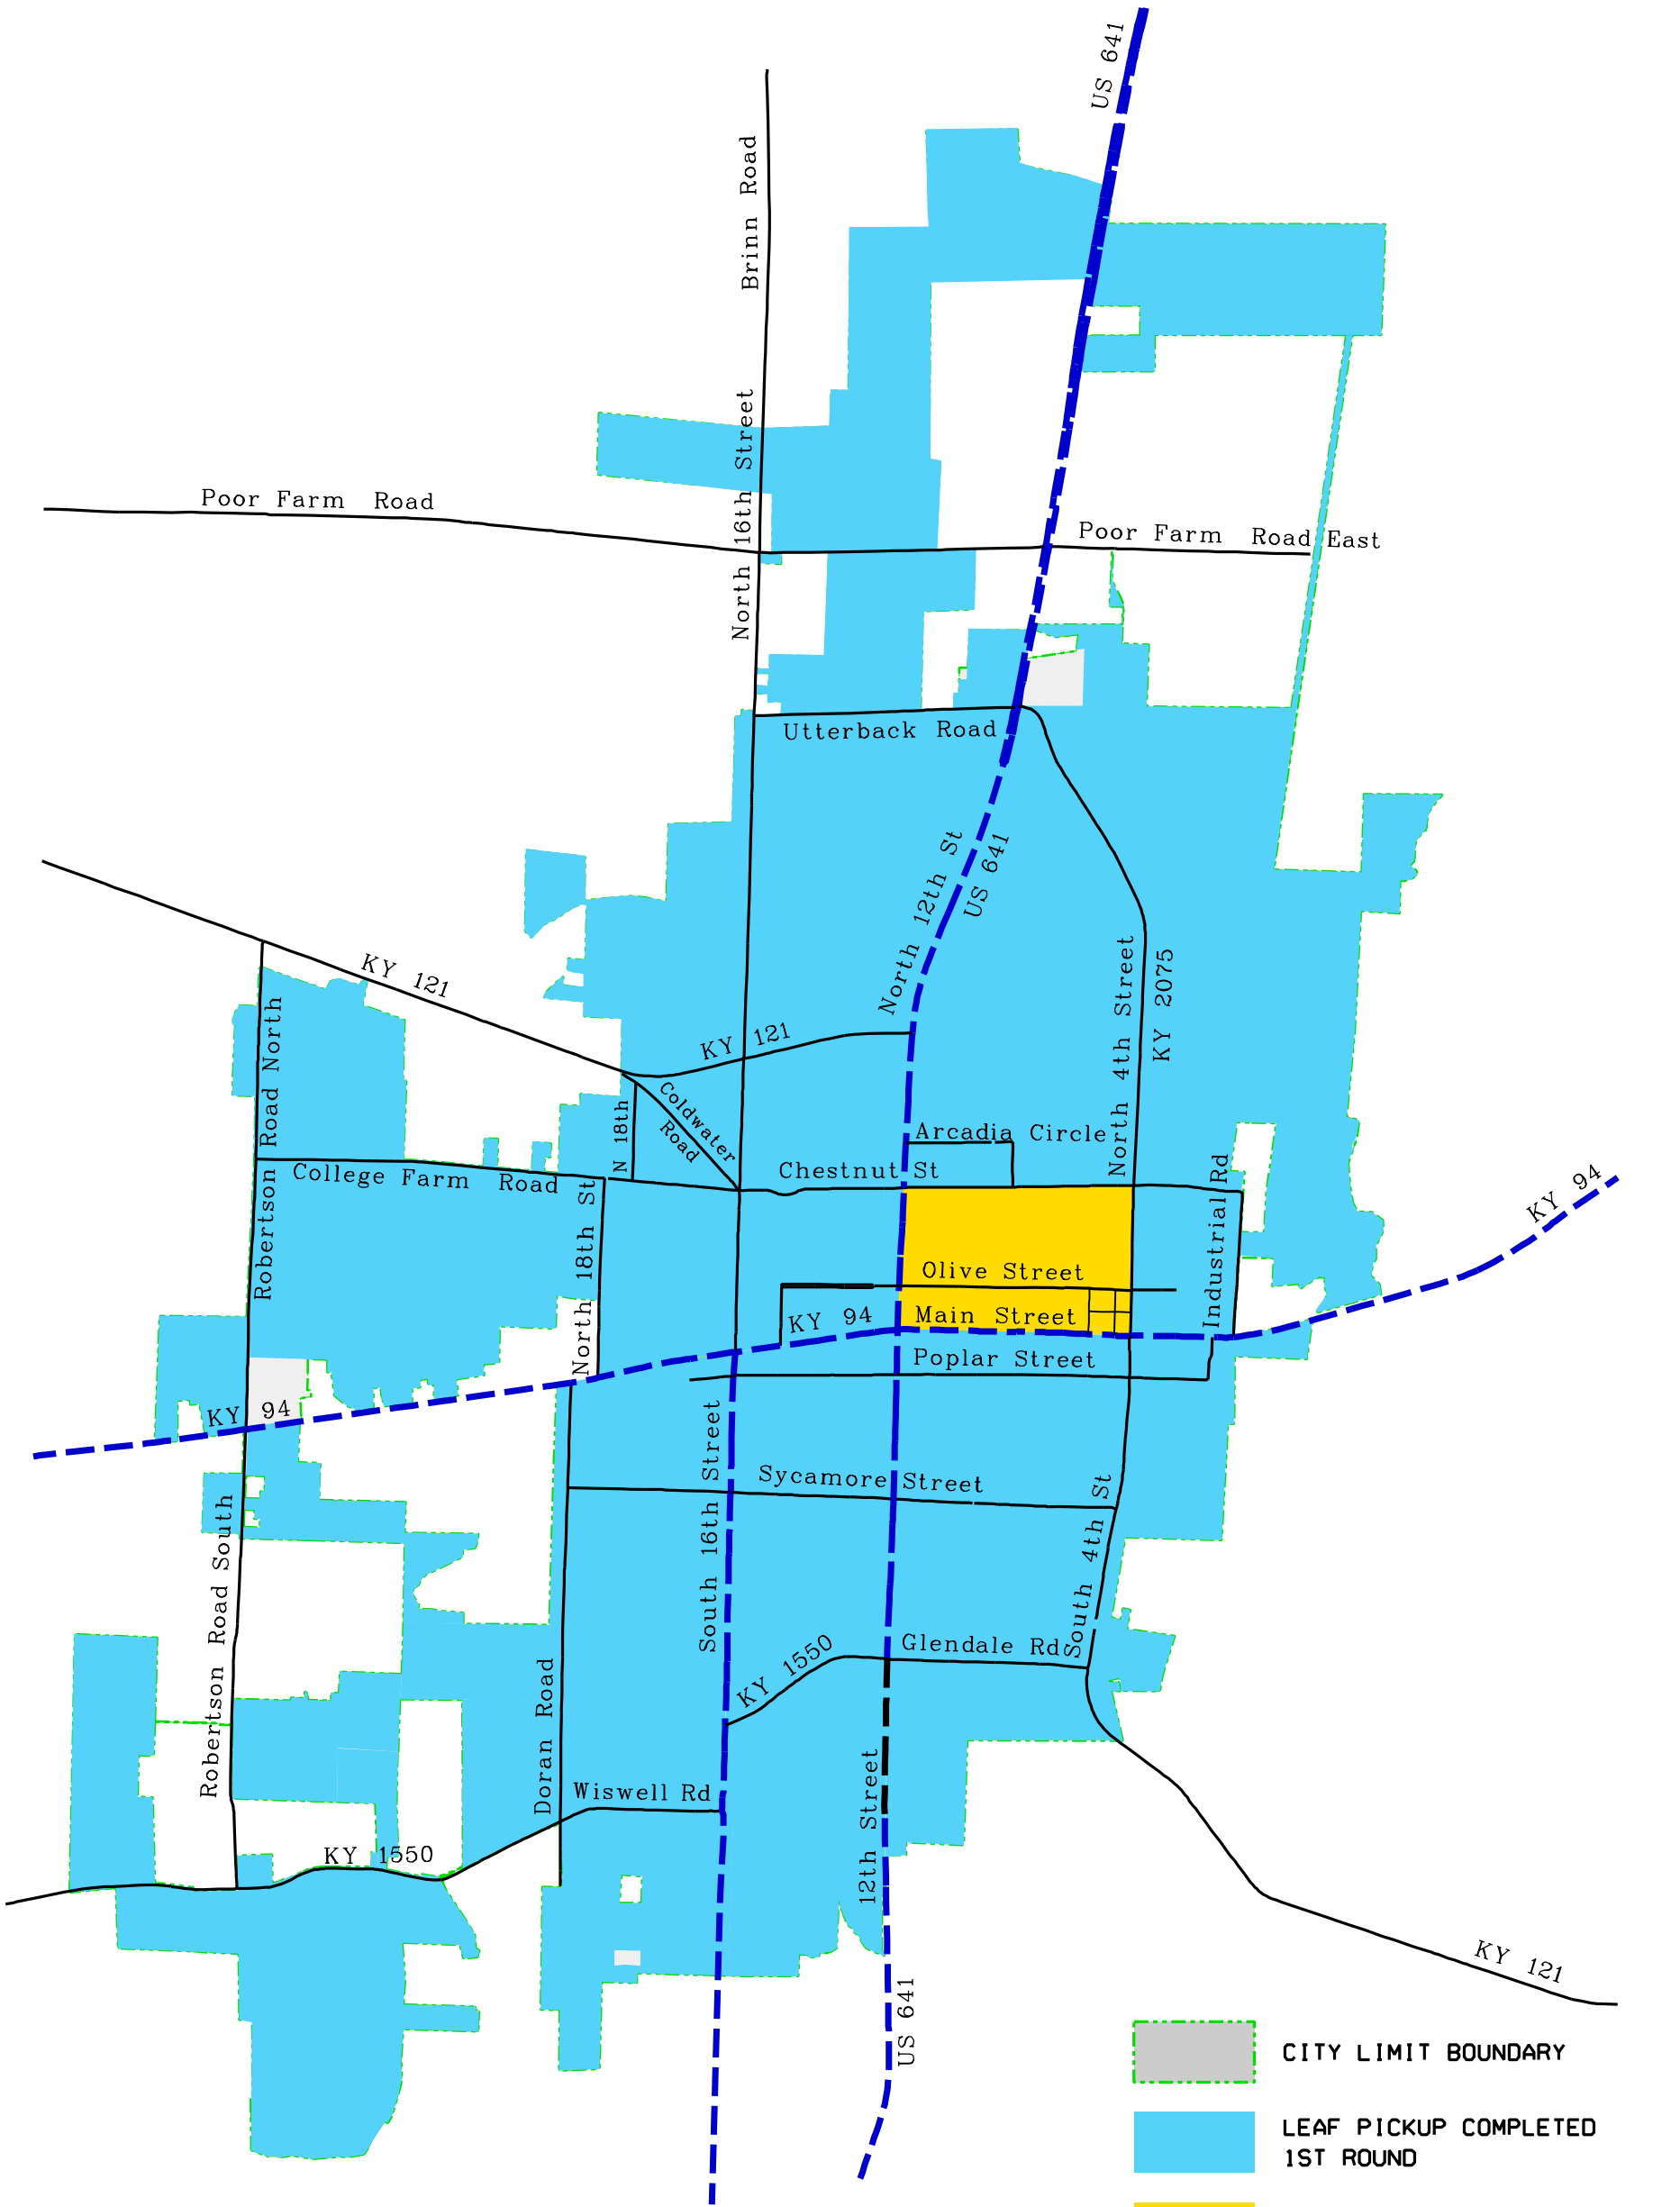 US 641
Brinn Road
North 16th Street
Poor Farm Road
Poor Farm Road East
Utterback Road
North 12th St
US 641
KY 121
KY 121
North 4th Street
KY 2075
Robertson Road North
Coldwater
Road
N 18th
Arcadia Circle
Chestnut St
College Farm Road
North 18th St
Industrial Rd
KY 94
Olive Street
Main Street
KY 94
Poplar Street
KY 94
South 16th Street
Sycamore Street
South 4th St
Robertson Road South
Glendale Rd
KY 1550
Doran Road
Wiswell Rd
12th Street
KY 1550
KY 121
US 641
CITY LIMIT BOUNDARY
LEAF PICKUP COMPLETED
1ST ROUND